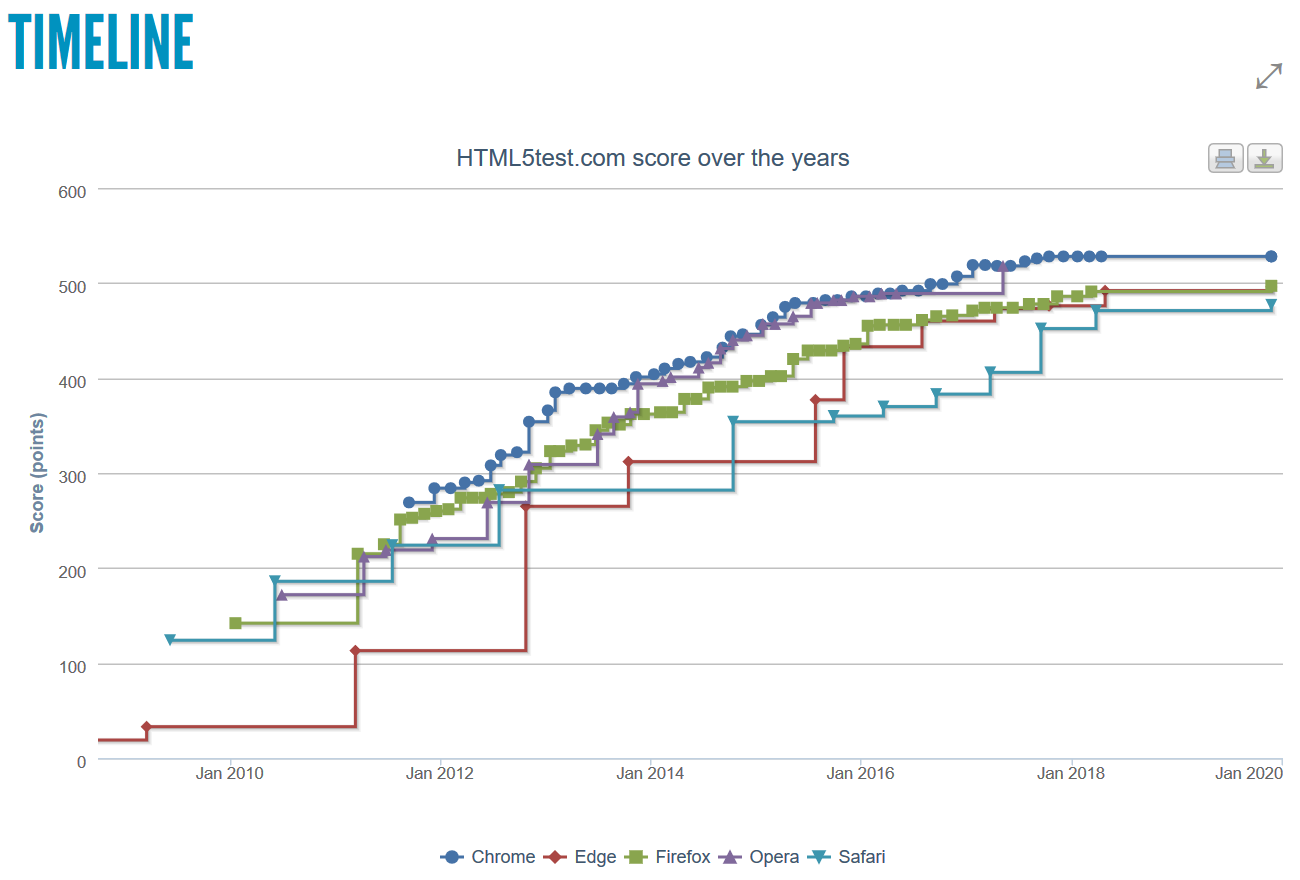 TIMELINE
HTML5test.com score over the years
600
500
400
300
200
100
0
Score (points)
Jan 2010 Jan 2012 Jan 2014 Jan 2016 Jan 2018 Jan 2020
Chrome Edge Firefox Opera Safari